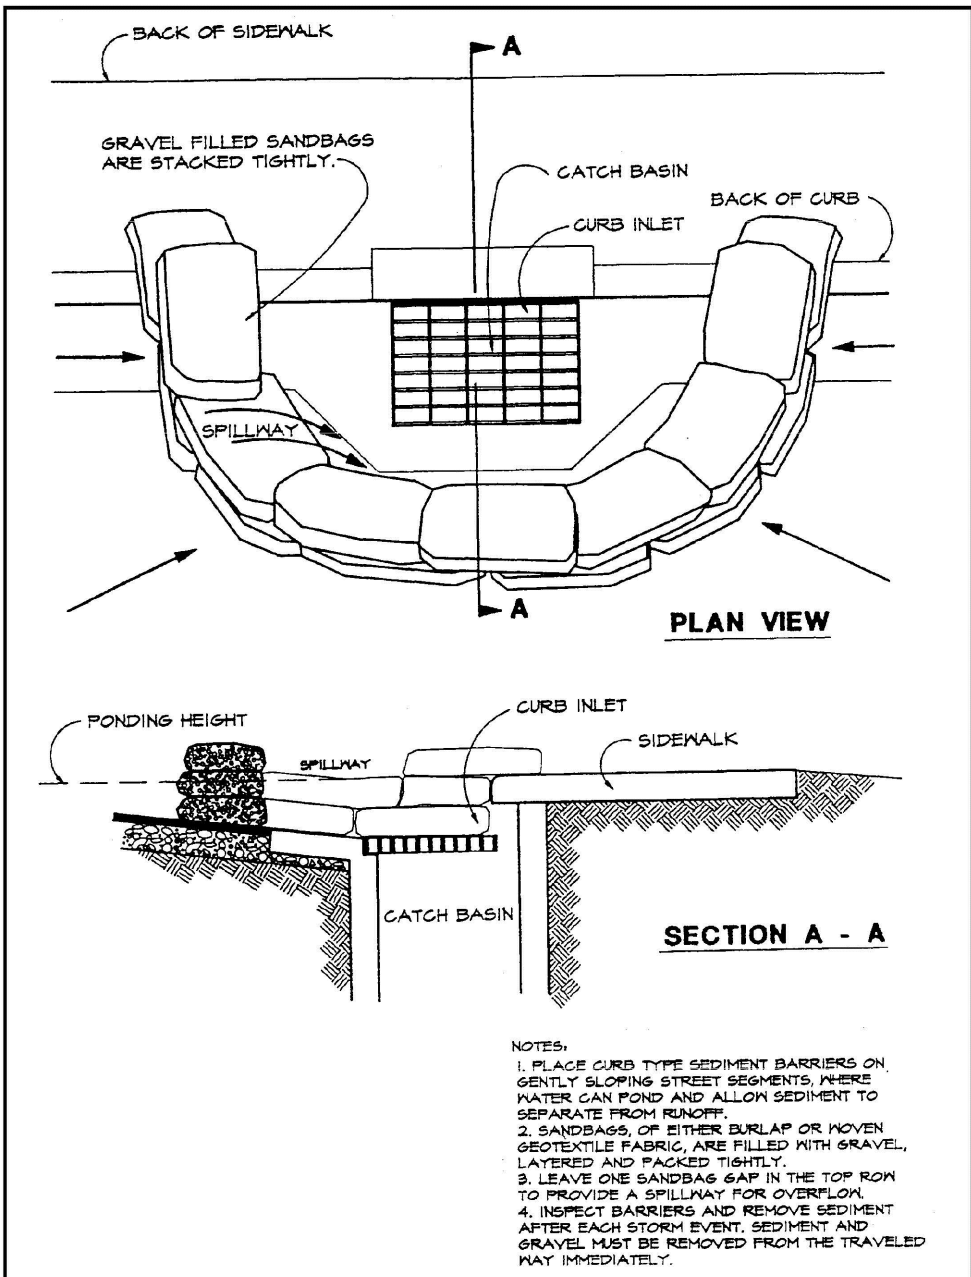 BACK OF SIDEWALK
A
GRAVEL FILLED SANDBAGS
ARE STACKED TIGHTLY.
CATCH BASIN
BACK OF CURB
CURB INLET
SPILLWAY
A
PLAN VIEW
PONDING HEIGHT
CURB INLET
SIDEWALK
SPILLWAY
CATCH BASIN
SECTION A - A
NOTES:
1. PLACE CURB TYPE SEDIMENT BARRIERS ON
GENTLY SLOPING STREET SEGMENTS, WHERE
WATER CAN POND AND ALLOW SEDIMENT TO
SEPARATE FROM RUNOFF.
2. SANDBAGS, OF EITHER BURLAP OR WOVEN
GEOTEXTILE FABRIC, ARE FILLED WITH GRAVEL,
LAYERED AND PACKED TIGHTLY.
3. LEAVE ONE SANDBAG GAP IN THE TOP ROW
TO PROVIDE A SPILLWAY FOR OVERFLOW.
4. INSPECT BARRIERS AND REMOVE SEDIMENT
AFTER EACH STORM EVENT. SEDIMENT AND
GRAVEL MUST BE REMOVED FROM THE TRAVELED
WAY IMMEDIATELY.